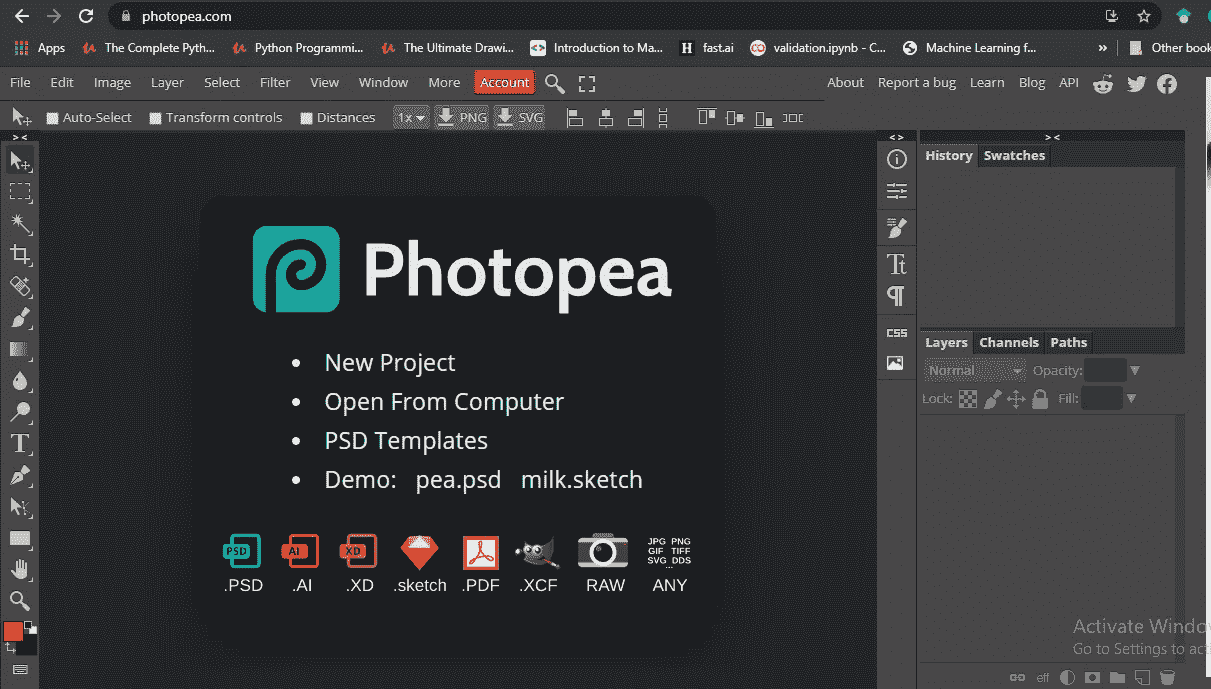 photopea.com
Apps The Complete Pyth... Python Programmi... The Ultimate Drawi... Introduction to Ma... H fast.ai validation.ipynb - C... Machine Learning f... » Other book
File Edit Image Layer Select Filter View Window More Account About Report a bug Learn Blog API
Auto-Select Transform controls Distances 1x PNG SVG
> < < > > <
History Swatches
Photopea
Tt
CSS
Layers Channels Paths
New Project
Normal Opacity:
Open From Computer
Lock: Fill:
PSD Templates
T
Demo: pea.psd milk.sketch
PSD AI XD JPG PNG
GIF TIFF
SVG DDS
...
.PSD .AI .XD .sketch .PDF .XCF RAW ANY
Activate Windo
Go to Settings to act
eff